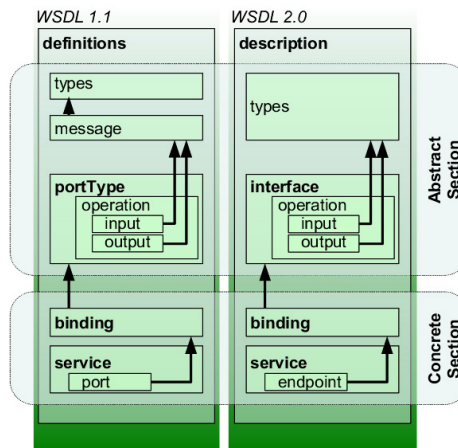 WSDL 1.1
definitions
types
message
portType
operation
input
output
binding
service
port
WSDL 2.0
description
types
interface
operation
input
output
binding
service
endpoint
Abstract
Section
Concrete
Section